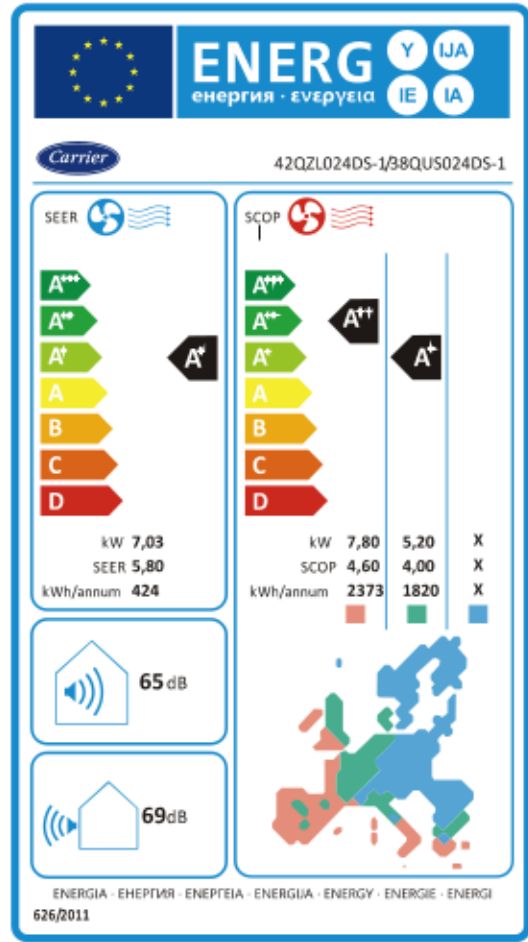 ENERG
енергия · ενεργεια
Y
IJA
IE
IA
Carrier
42QZL024DS-1/38QUS024DS-1
SEER
A+++
A++
A+
A
B
C
D
A+
kW 7,03
SEER 5,80
kWh/annum 424
SCOP
A+++
A++
A+
A
B
C
D
A++
A+
kW 7,80 5,20 X
SCOP 4,60 4,00 X
kWh/annum 2373 1820 X
65 dB
69dB
ENERGIA · ЕНЕРГИЯ · ΕΝΕΡΓΕΙΑ · ENERGIJA · ENERGY · ENERGIE · ENERGI
626/2011